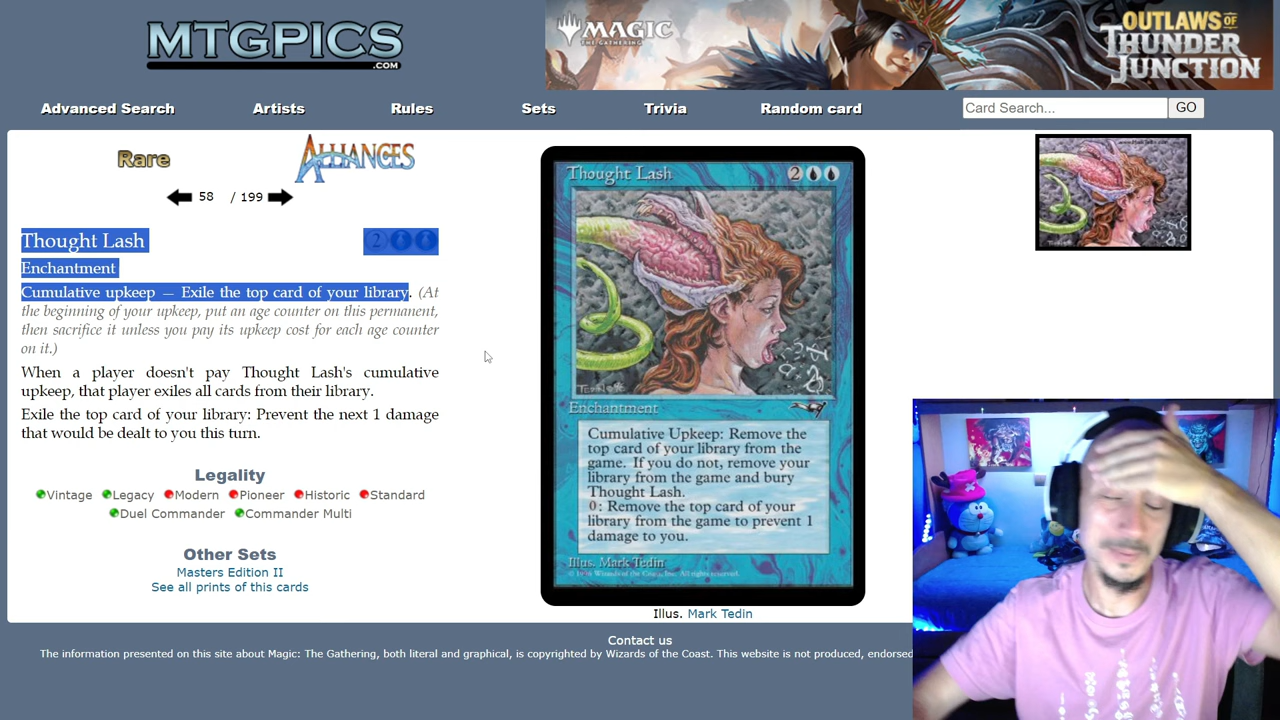 MTGPICS
.COM
MAGIC
THE GATHERING
OUTLAWS OF
THUNDER
JUNCTION
Advanced Search
Artists
Rules
Sets
Trivia
Random card
Card Search...
GO
Rare
ALLIANCES
58 / 199
Thought Lash
2
Enchantment
Cumulative upkeep — Exile the top card of your library. (At
the beginning of your upkeep, put an age counter on this permanent,
then sacrifice it unless you pay its upkeep cost for each age counter
on it.)
When a player doesn't pay Thought Lash's cumulative
upkeep, that player exiles all cards from their library.
Exile the top card of your library: Prevent the next 1 damage
that would be dealt to you this turn.
Legality
Vintage Legacy Modern Pioneer Historic Standard
Duel Commander Commander Multi
Other Sets
Masters Edition II
See all prints of this cards
Thought Lash
2
Enchantment
Cumulative Upkeep: Remove the
top card of your library from the
game. If you do not, remove your
library from the game and bury
Thought Lash.
0: Remove the top card of your
library from the game to prevent 1
damage to you.
Illus. Mark Tedin
© 1996 Wizards of the Coast, Inc. All rights reserved.
Illus. Mark Tedin
Contact us
The information presented on this site about Magic: The Gathering, both literal and graphical, is copyrighted by Wizards of the Coast. This website is not produced, endorsed